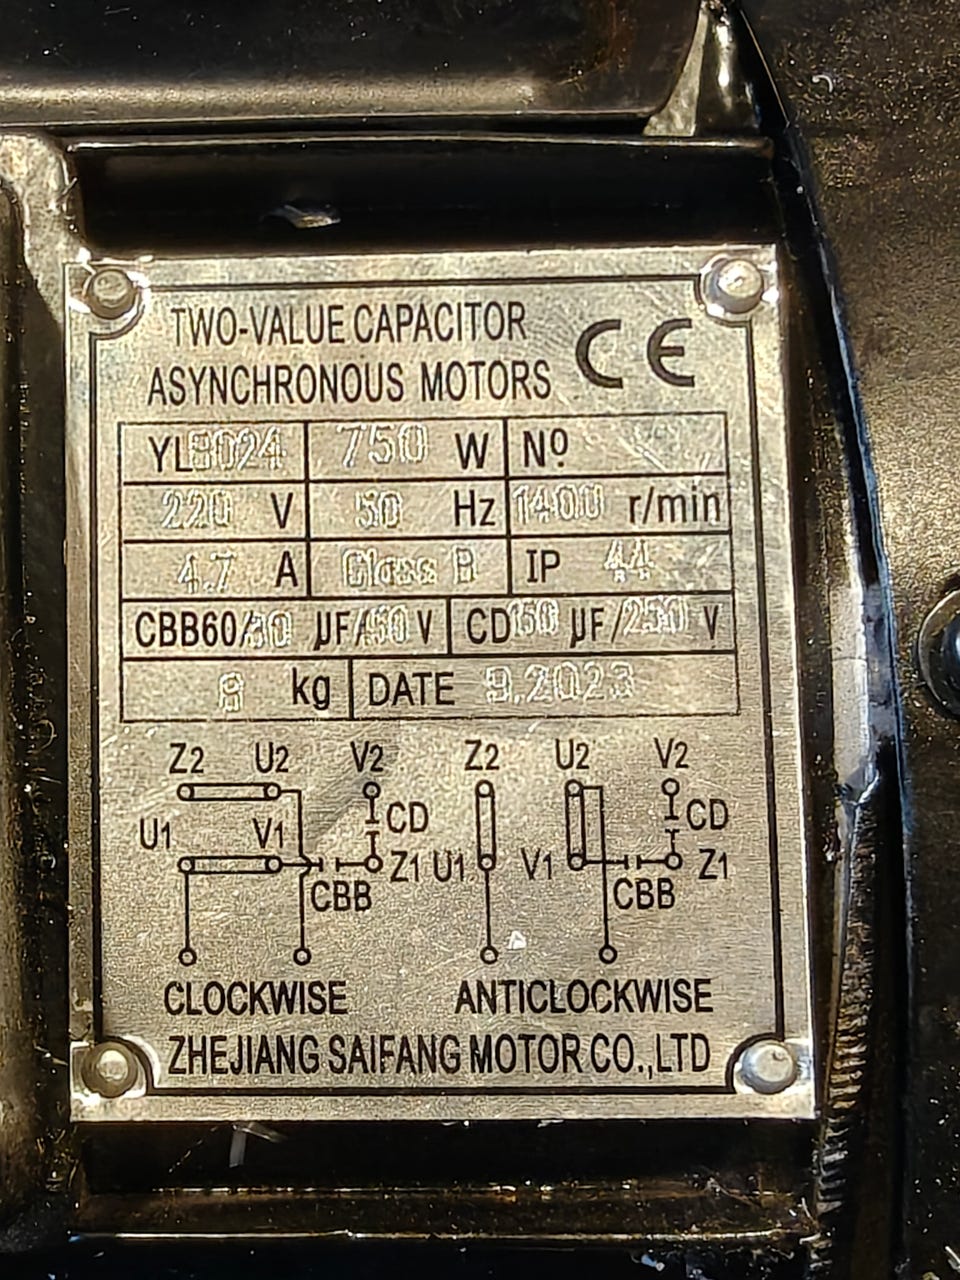 TWO-VALUE CAPACITOR
ASYNCHRONOUS MOTORS CE
YL8024 750 W Nº
220 V 50 Hz 1400 r/min
4.7 A Class B IP 44
CBB60/30 µF/450 V CD150 µF/250 V
8 kg DATE 9.2023
Z2 U2 V2 Z2 U2 V2
CD CD
U1 V1 Z1 U1 V1 Z1
CBB CBB
CLOCKWISE ANTICLOCKWISE
ZHEJIANG SAIFANG MOTOR CO.,LTD